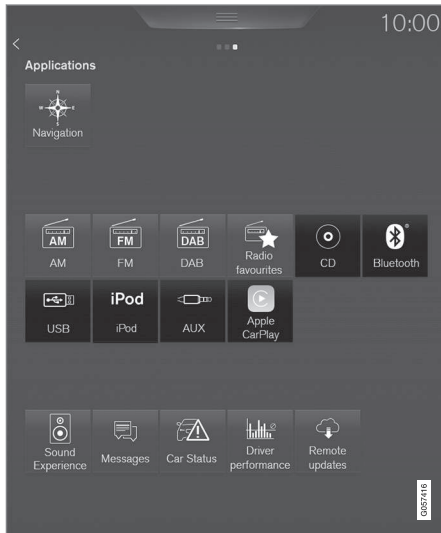 10:00
Applications
N
W E
S
Navigation
AM FM DAB
AM FM DAB Radio favourites CD Bluetooth
iPod
USB iPod AUX Apple CarPlay
Sound Experience Messages Car Status Driver performance Remote updates
G057416